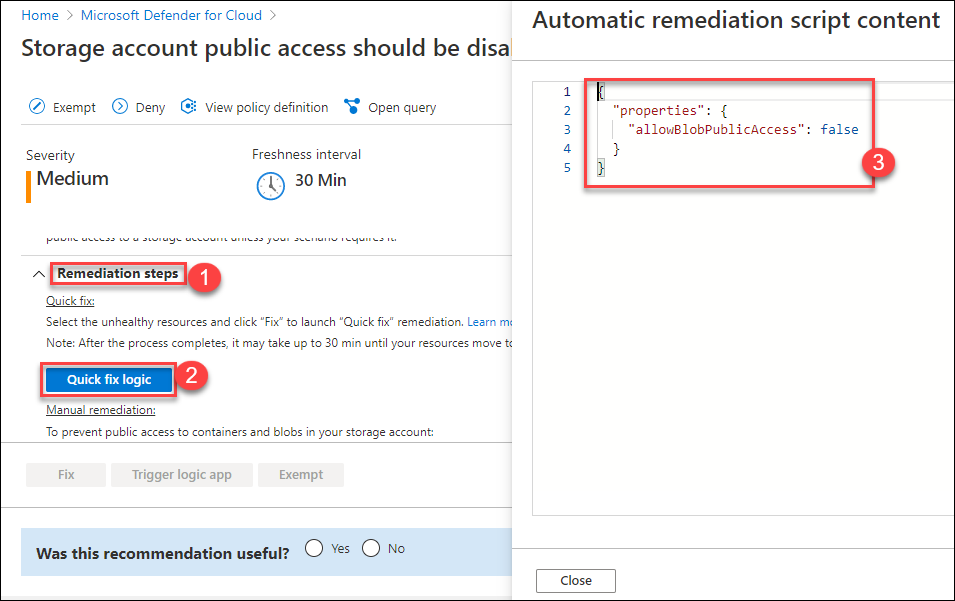 Home > Microsoft Defender for Cloud >
Storage account public access should be disa
Exempt Deny View policy definition Open query
Severity
Medium
Freshness interval
30 Min
public access to a storage account unless your scenario requires it.
Remediation steps 1
Quick fix:
Select the unhealthy resources and click “Fix” to launch “Quick fix” remediation. Learn mo
Note: After the process completes, it may take up to 30 min until your resources move to
Quick fix logic 2
Manual remediation:
To prevent public access to containers and blobs in your storage account:
Fix Trigger logic app Exempt
Was this recommendation useful? Yes No
Automatic remediation script content
1 {
2 "properties": {
3 "allowBlobPublicAccess": false
4 }
5 }
3
Close